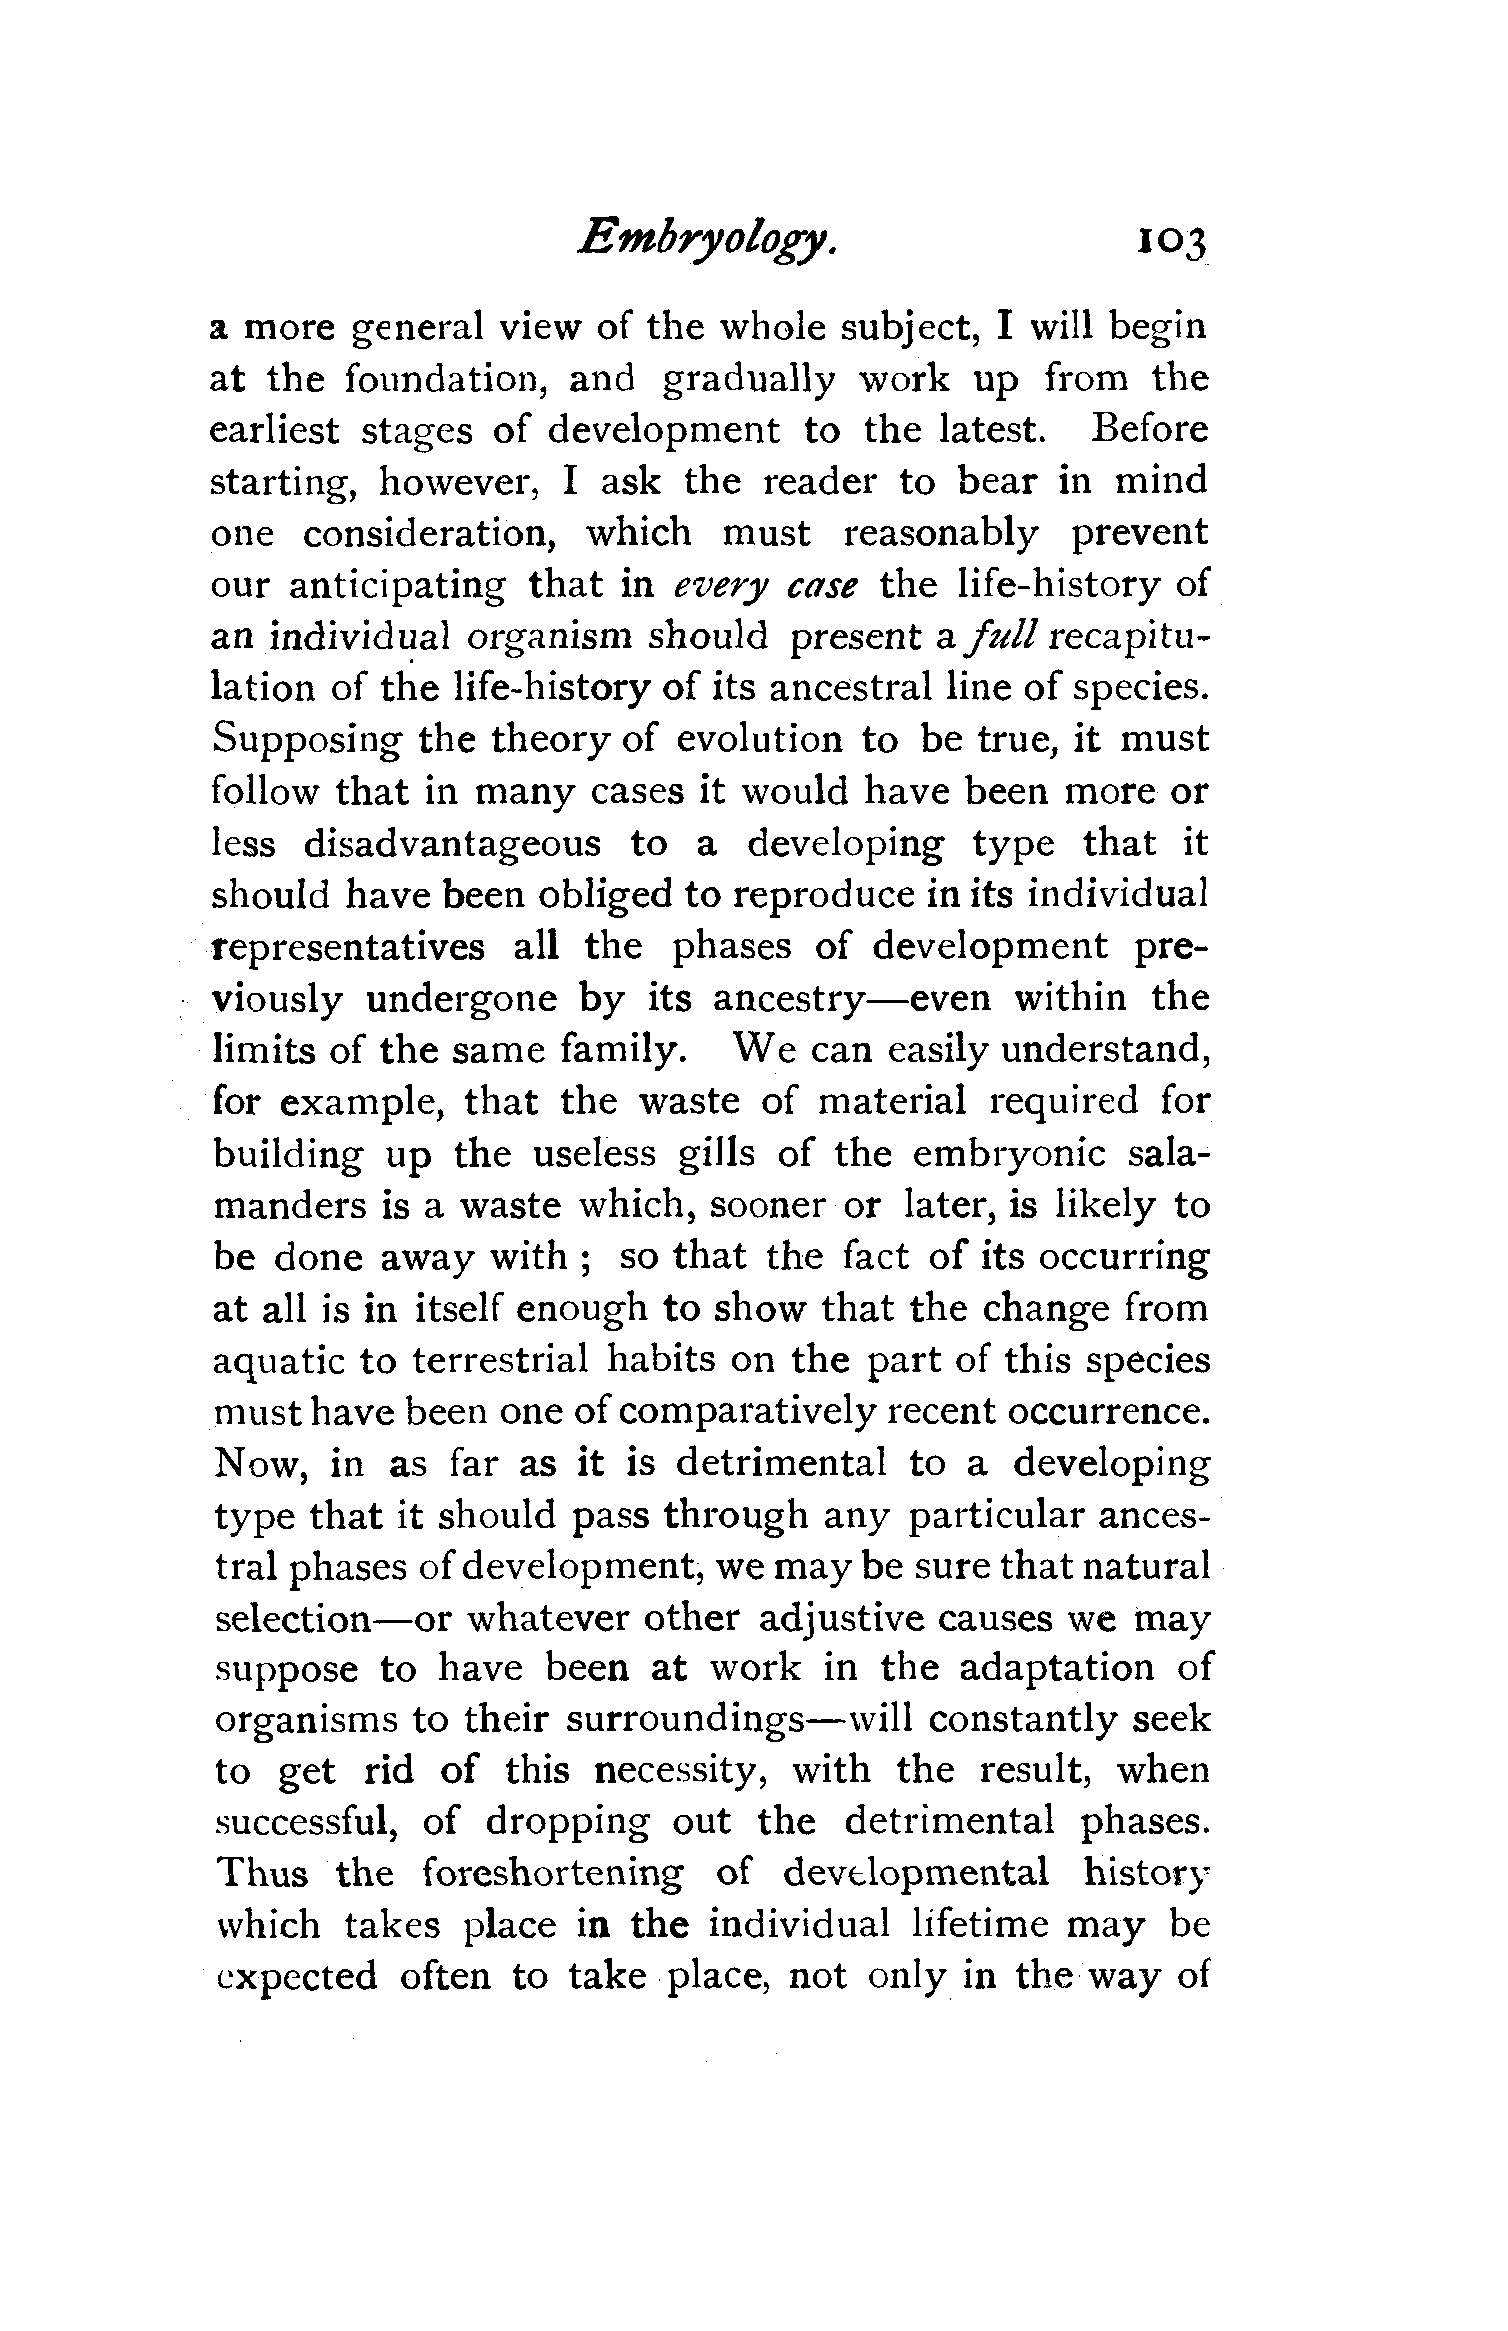 Embryology. 103
a more general view of the whole subject, I will begin
at the foundation, and gradually work up from the
earliest stages of development to the latest. Before
starting, however, I ask the reader to bear in mind
one consideration, which must reasonably prevent
our anticipating that in every case the life-history of
an individual organism should present a full recapitu-
lation of the life-history of its ancestral line of species.
Supposing the theory of evolution to be true, it must
follow that in many cases it would have been more or
less disadvantageous to a developing type that it
should have been obliged to reproduce in its individual
representatives all the phases of development pre-
viously undergone by its ancestry—even within the
limits of the same family. We can easily understand,
for example, that the waste of material required for
building up the useless gills of the embryonic sala-
manders is a waste which, sooner or later, is likely to
be done away with ; so that the fact of its occurring
at all is in itself enough to show that the change from
aquatic to terrestrial habits on the part of this species
must have been one of comparatively recent occurrence.
Now, in as far as it is detrimental to a developing
type that it should pass through any particular ances-
tral phases of development, we may be sure that natural
selection—or whatever other adjustive causes we may
suppose to have been at work in the adaptation of
organisms to their surroundings—will constantly seek
to get rid of this necessity, with the result, when
successful, of dropping out the detrimental phases.
Thus the foreshortening of developmental history
which takes place in the individual lifetime may be
expected often to take place, not only in the way of